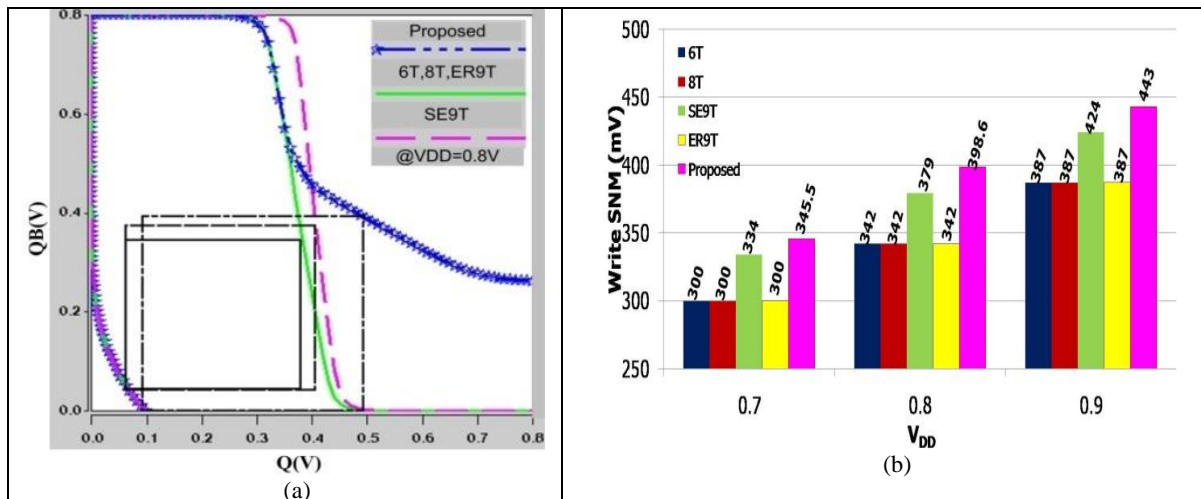 Proposed
6T,8T,ER9T
SE9T
@VDD=0.8V
QB(V)
0.8
0.6
0.4
0.2
0.0
0.0 0.1 0.2 0.3 0.4 0.5 0.6 0.7 0.8
Q(V)
(a)
Write SNM (mV)
500
450
400
350
300
250
6T
8T
SE9T
ER9T
Proposed
300 300 334 300 345.5
342 342 379 342 398.6
387 387 424 387 443
0.7 0.8 0.9
VDD
(b)